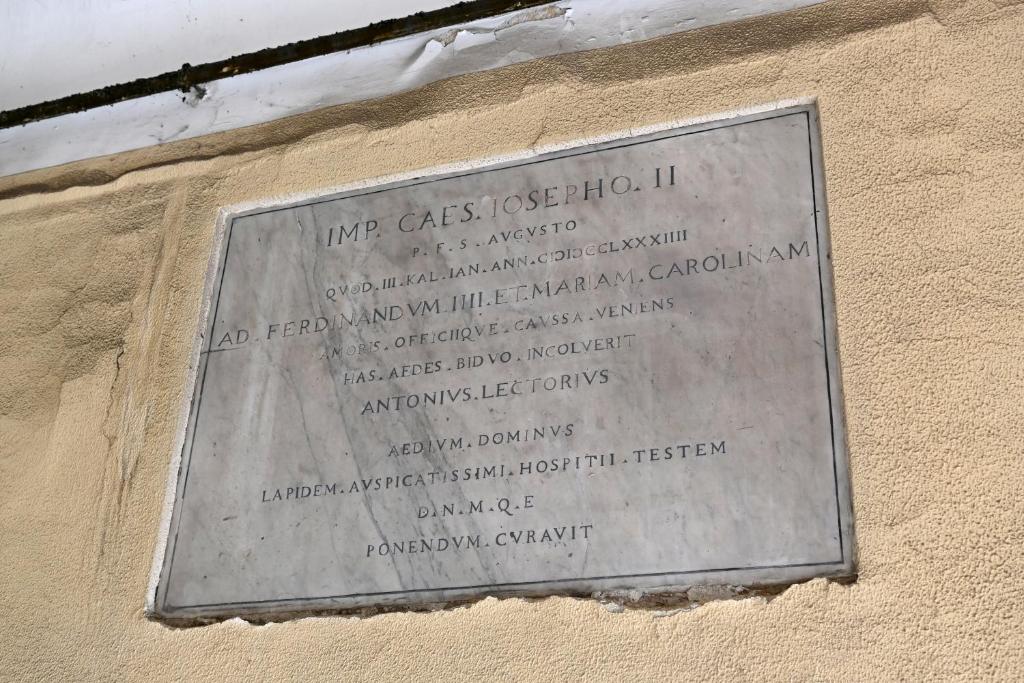 IMP. CAES. IOSEPHO. II
P. F. S. AVGVSTO
QVOD. III. KAL. IAN. ANN. CIƆIƆCCLXXXIIII
AD. FERDINANDVM. IIII. ET. MARIAM. CAROLINAM
AMORIS. OFFICIIQVE. CAVSSA. VENIENS
HAS. AEDES. BIDVO. INCOLVERIT
ANTONIVS. LECTORIVS
AEDIVM. DOMINVS
LAPIDEM. AVSPICATISSIMI. HOSPITII. TESTEM
D. N. M. Q. E
PONENDVM. CVRAVIT